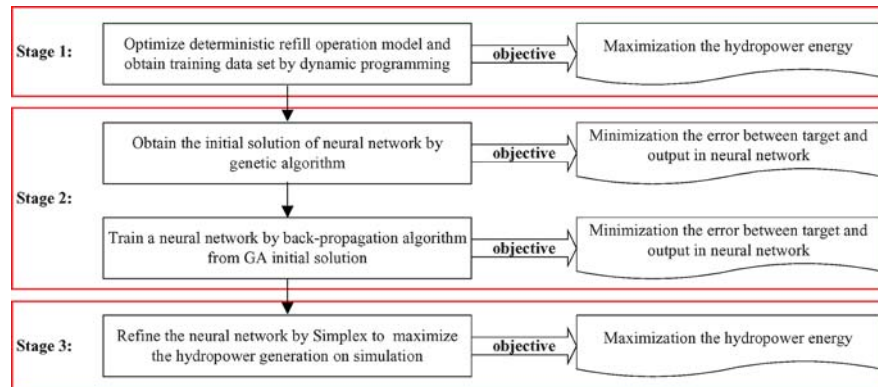 Stage 1:
Optimize deterministic refill operation model and
obtain training data set by dynamic programming
objective
Maximization the hydropower energy
Stage 2:
Obtain the initial solution of neural network by
genetic algorithm
objective
Minimization the error between target and
output in neural network
Train a neural network by back-propagation algorithm
from GA initial solution
objective
Minimization the error between target and
output in neural network
Stage 3:
Refine the neural network by Simplex to maximize
the hydropower generation on simulation
objective
Maximization the hydropower energy